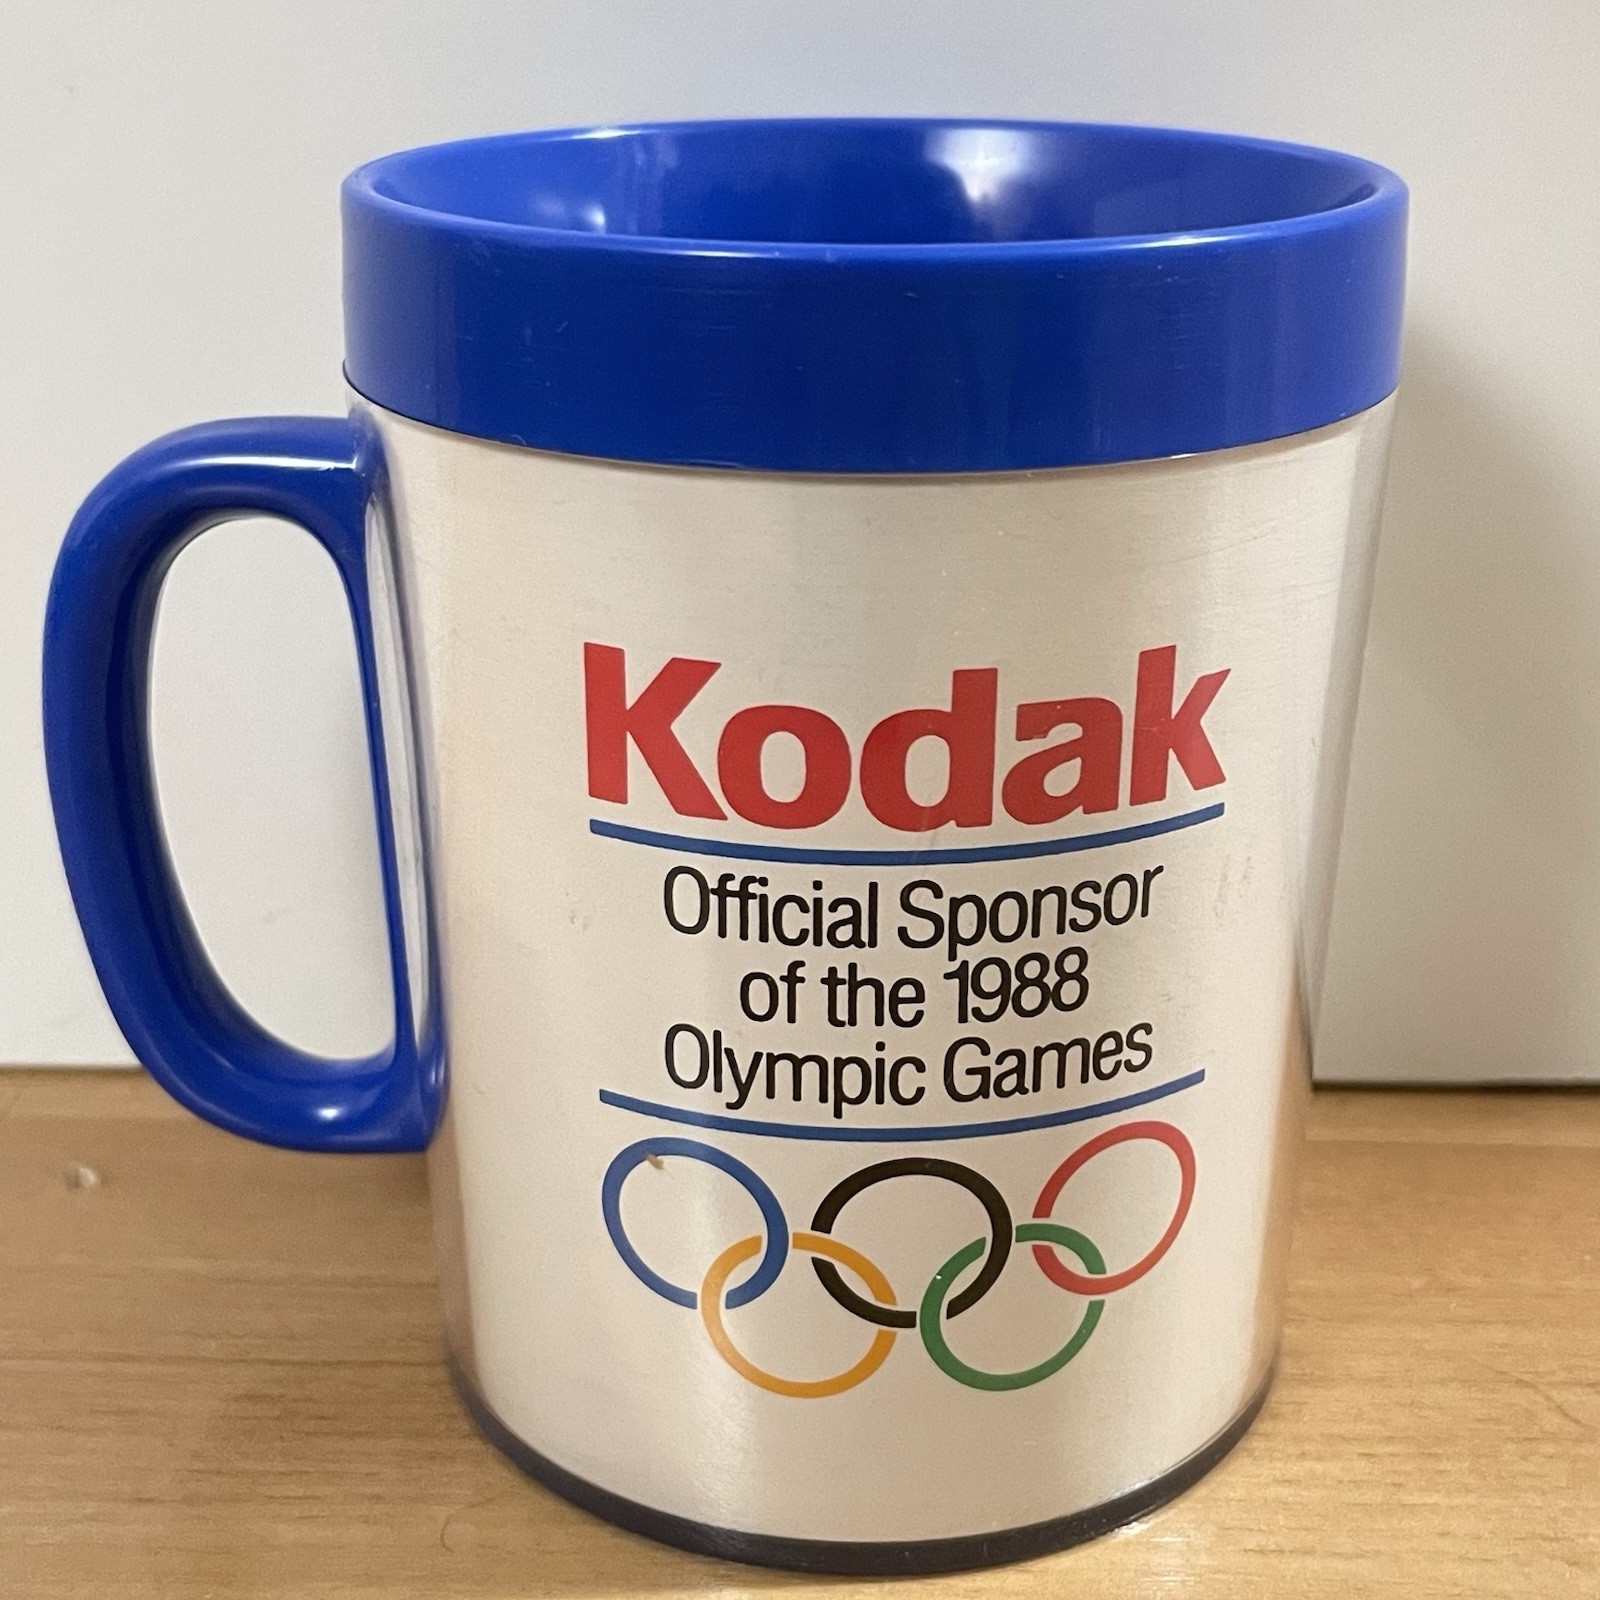 Kodak
Official Sponsor
of the 1988
Olympic Games